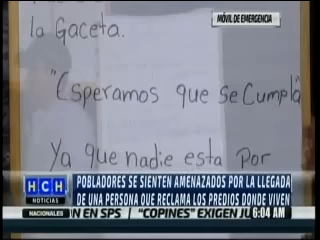 MÓVIL DE EMERGENCIA
la Gaceta.
"Esperamos que se Cumpla"
Ya que nadie esta por
HCH
NOTICIAS
POBLADORES SE SIENTEN AMENAZADOS POR LA LLEGADA
DE UNA PERSONA QUE RECLAMA LOS PREDIOS DONDE VIVEN
NACIONALES
EN SPS / "COPINES" EXIGEN JU
6:04 AM